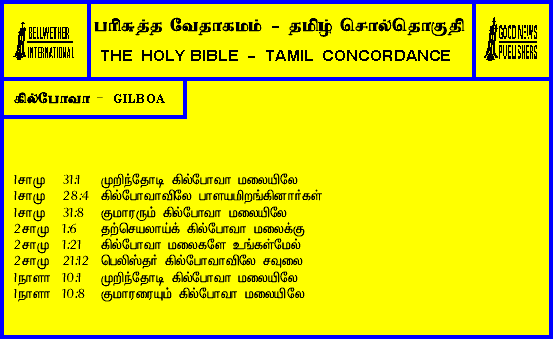 BELLWETHER
INTERNATIONAL
பரிசுத்த வேதாகமம் - தமிழ் சொல்தொகுதி
THE HOLY BIBLE - TAMIL CONCORDANCE
GOOD NEWS
PUBLISHERS
கில்போவா - GILBOA
1சாமு 31:1 முறிந்தோடி கில்போவா மலையிலே
1சாமு 28:4 கில்போவாவிலே பாளயமிறங்கினார்கள்
1சாமு 31:8 குமாரரும் கில்போவா மலையிலே
2சாமு 1:6 தற்செயலாய்க் கில்போவா மலைக்கு
2சாமு 1:21 கில்போவா மலைகளே உங்கள்மேல்
2சாமு 21:12 பெலிஸ்தர் கில்போவாவிலே சவுலை
1நாளா 10:1 முறிந்தோடி கில்போவா மலையிலே
1நாளா 10:8 குமாரரையும் கில்போவா மலையிலே